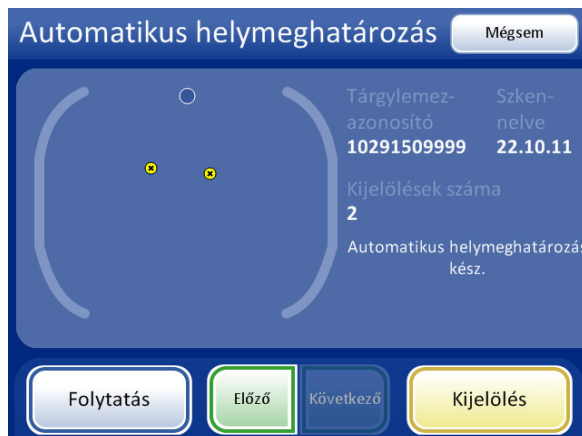 Automatikus helymeghatározás
Mégsem
Tárgylemez-
azonosító
10291509999
Szken-
nelve
22.10.11
Kijelölések száma
2
Automatikus helymeghatározás
kész.
Folytatás
Előző
Következő
Kijelölés